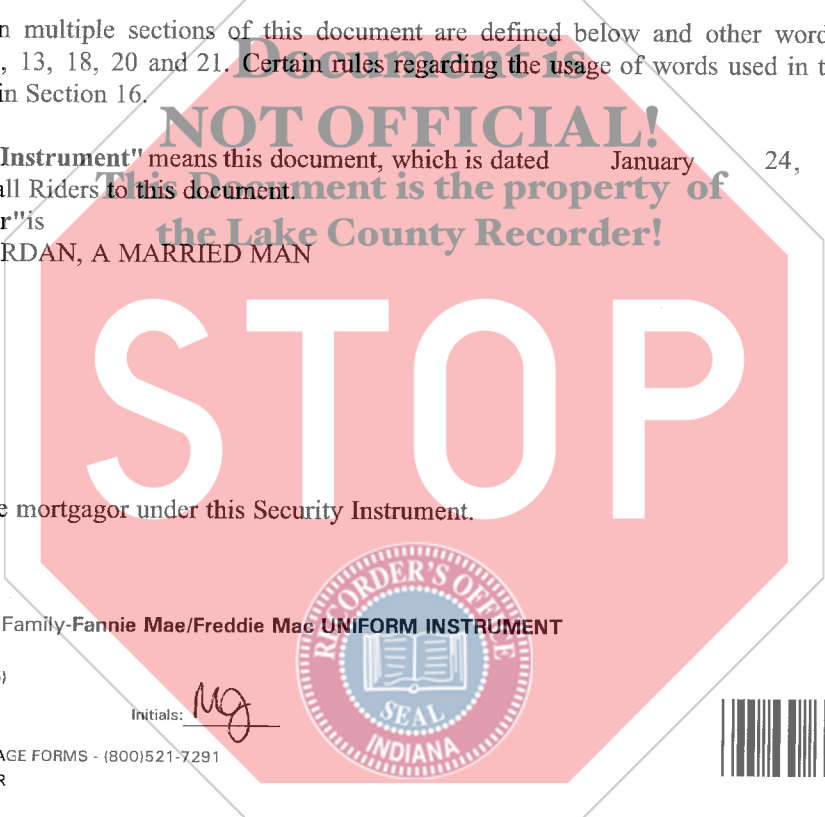 n multiple sections of this document are defined below and other word
, 13, 18, 20 and 21. Certain rules regarding the usage of words used in t
in Section 16.
Document is
NOT OFFICIAL!
This Document is the property of
the Lake County Recorder!
Instrument" means this document, which is dated January 24,
all Riders to this document.
r" is
RDAN, A MARRIED MAN
STOP
e mortgagor under this Security Instrument.
Family-Fannie Mae/Freddie Mac UNIFORM INSTRUMENT
Initials: MJ
AGE FORMS - (800)521-7291
R
RECORDER'S OFFICE
SEAL
INDIANA